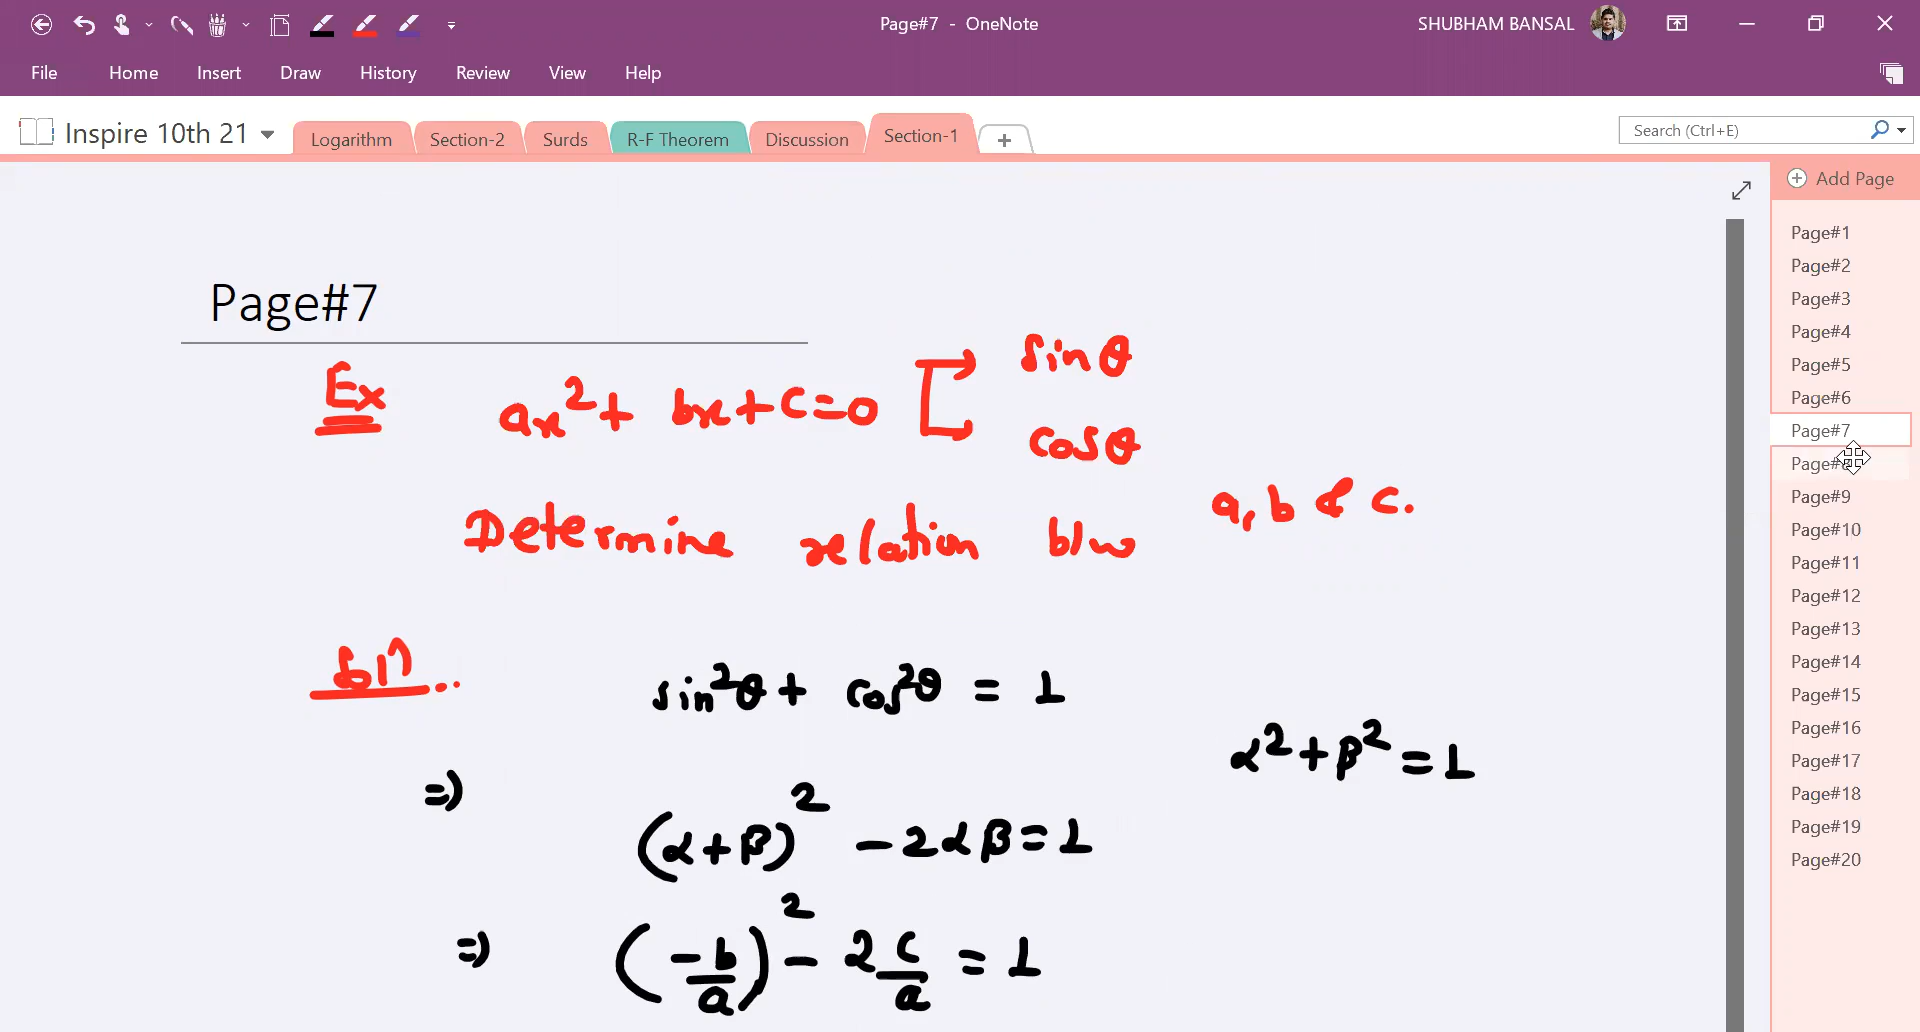 Page#7 - OneNote
SHUBHAM BANSAL
File Home Insert Draw History Review View Help
Inspire 10th 21
Logarithm Section-2 Surds R-F Theorem Discussion Section-1
Search (Ctrl+E)
Add Page
Page#1
Page#2
Page#3
Page#4
Page#5
Page#6
Page#7
Page#8
Page#9
Page#10
Page#11
Page#12
Page#13
Page#14
Page#15
Page#16
Page#17
Page#18
Page#19
Page#20
Page#7
Ex ax²+ bx+c=0 sinθ
cosθ
Determine relation b/w a, b & c.
Solⁿ.. sin²θ + cos²θ = 1
α²+β²=1
=> (α+β)² -2αβ=1
=> (-b/a)² - 2c/a = 1